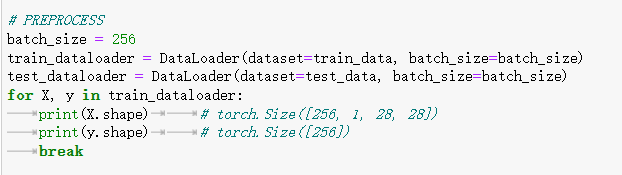 # PREPROCESS
batch_size = 256
train_dataloader = DataLoader(dataset=train_data, batch_size=batch_size)
test_dataloader = DataLoader(dataset=test_data, batch_size=batch_size)
for X, y in train_dataloader:
    print(X.shape)    # torch.Size([256, 1, 28, 28])
    print(y.shape)    # torch.Size([256])
    break